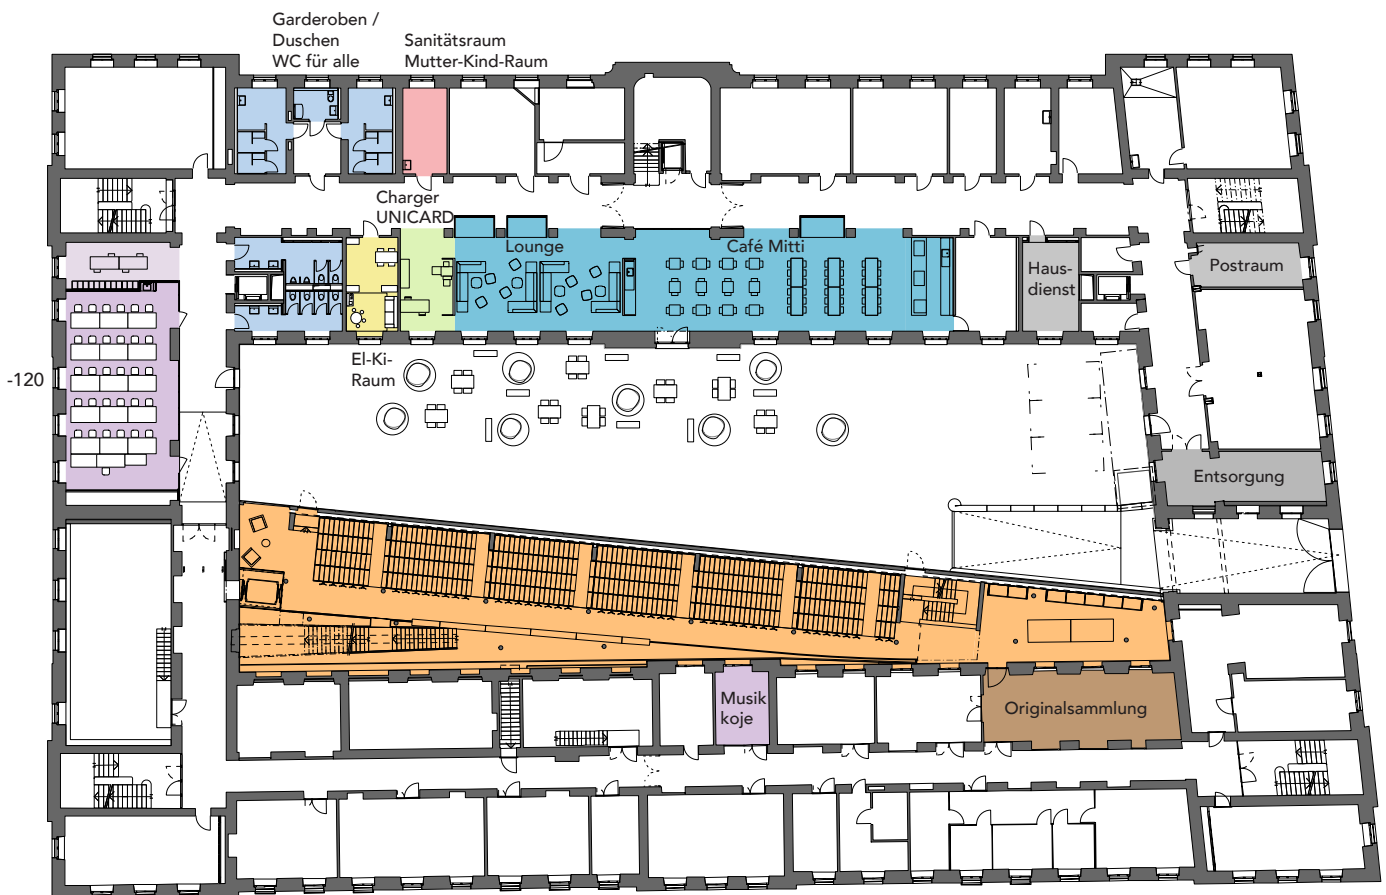 Garderoben /
Duschen
WC für alle
Sanitätsraum
Mutter-Kind-Raum
Charger
UNICARD
Lounge
Café Mitti
Haus-
dienst
Postraum
El-Ki-
Raum
-120
Entsorgung
Musik
koje
Originalsammlung